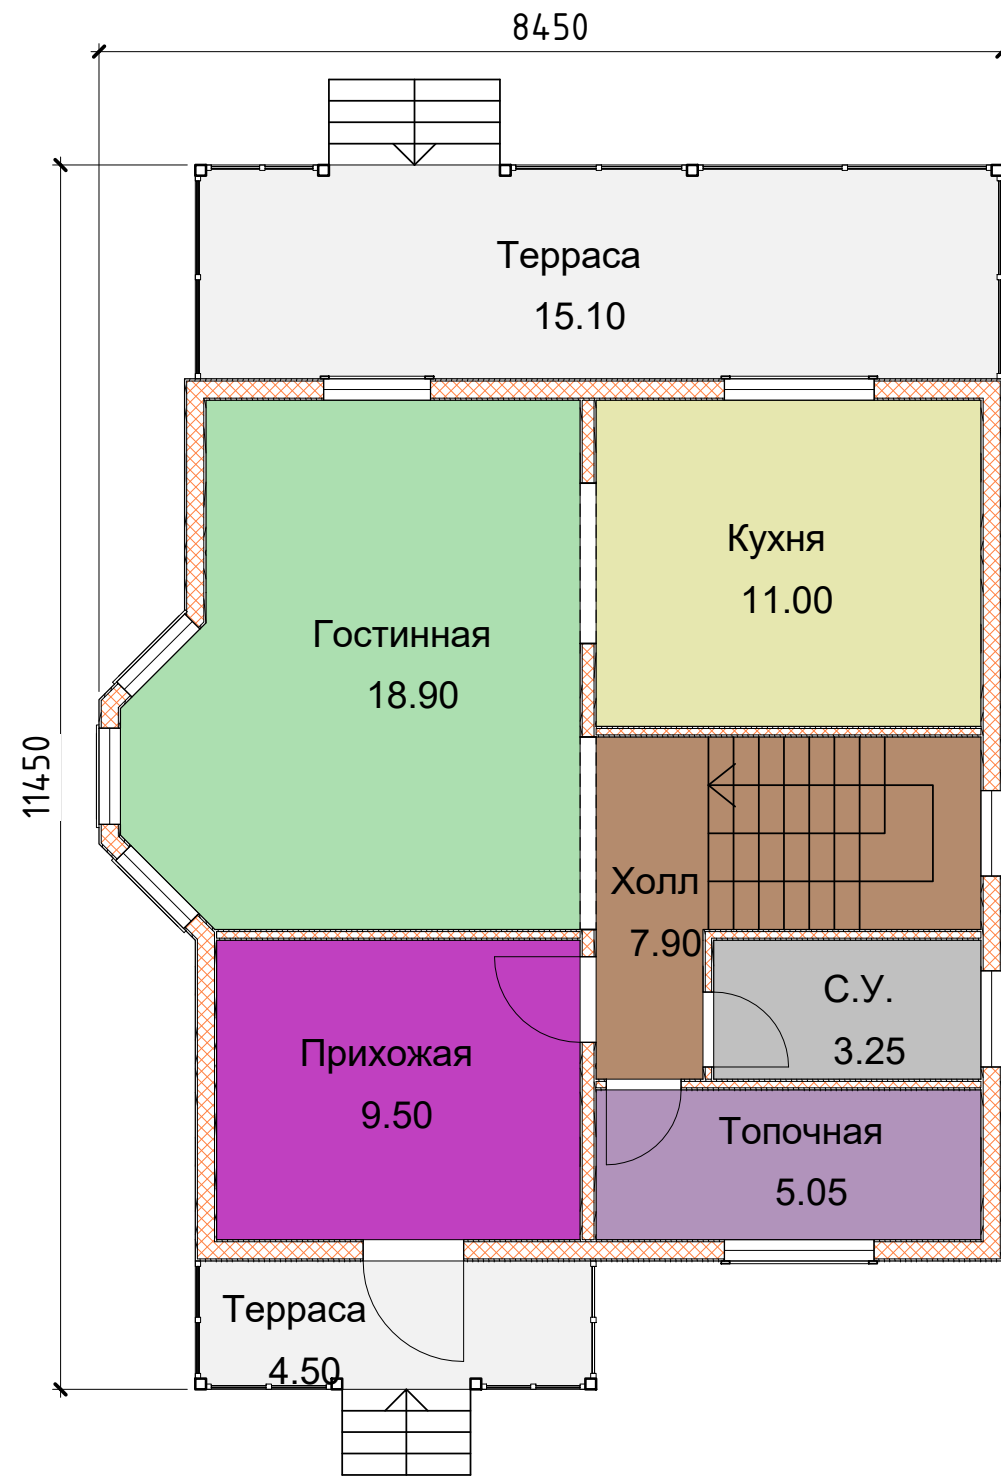 8450
Терраса
15.10
Кухня
11.00
Гостинная
18.90
11450
Холл
7.90
С.У.
3.25
Прихожая
9.50
Топочная
5.05
Терраса
4.50